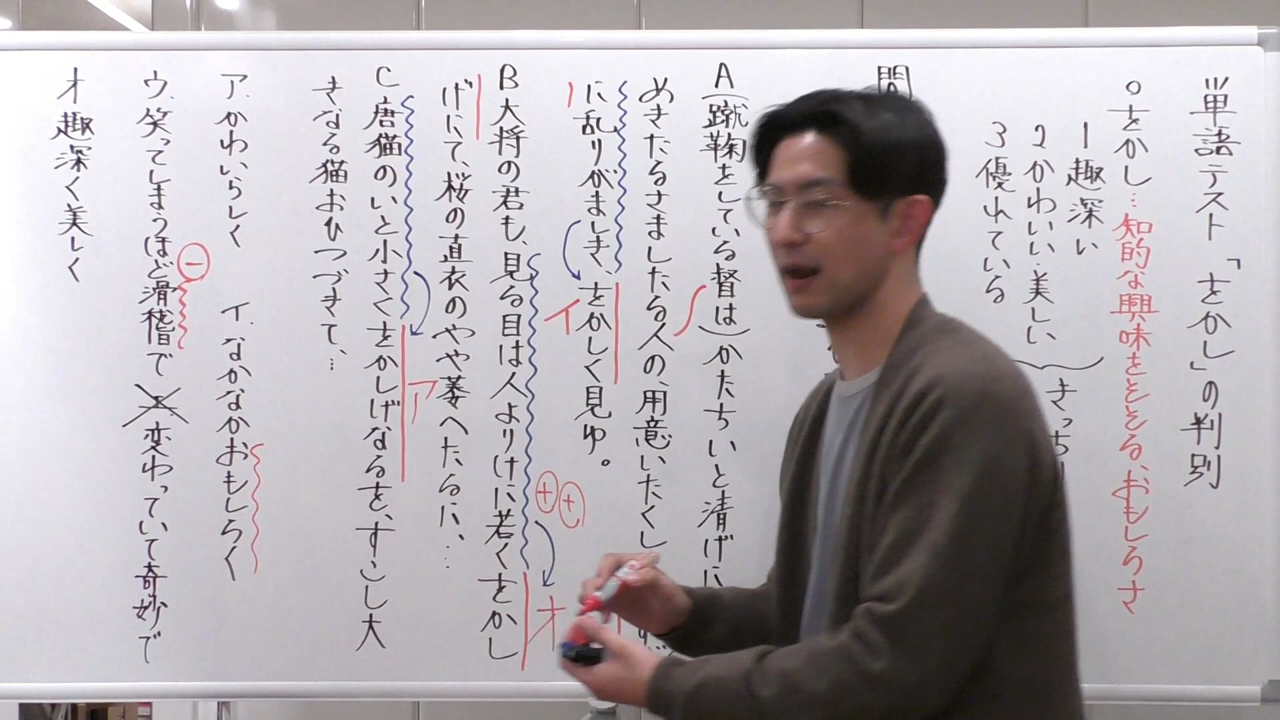 単語テスト「をかし」の判別
○をかし…知的な興味をそそる、おもしろさ
1 趣深い
2 かわいい・美しい
3 優れている
きっち
問
A(蹴鞠をしている督は)かたちいと清げに
めきたるさましたる人の、用意いたくし
に乱りがましき、をかしく見ゆ。
イ
B 大将の君も、見る目は人よりけに若くをかし
オ
げにて、桜の直衣のやや萎へたるに、…
C 唐猫のいと小さくをかしげなるを、すこし大
ア
きなる猫おひつづきて、…
ア、かわいらしく イ、なかなかおもしろく
ウ、笑ってしまうほど滑稽で エ 変わっていて奇妙で
オ 趣深く美しく